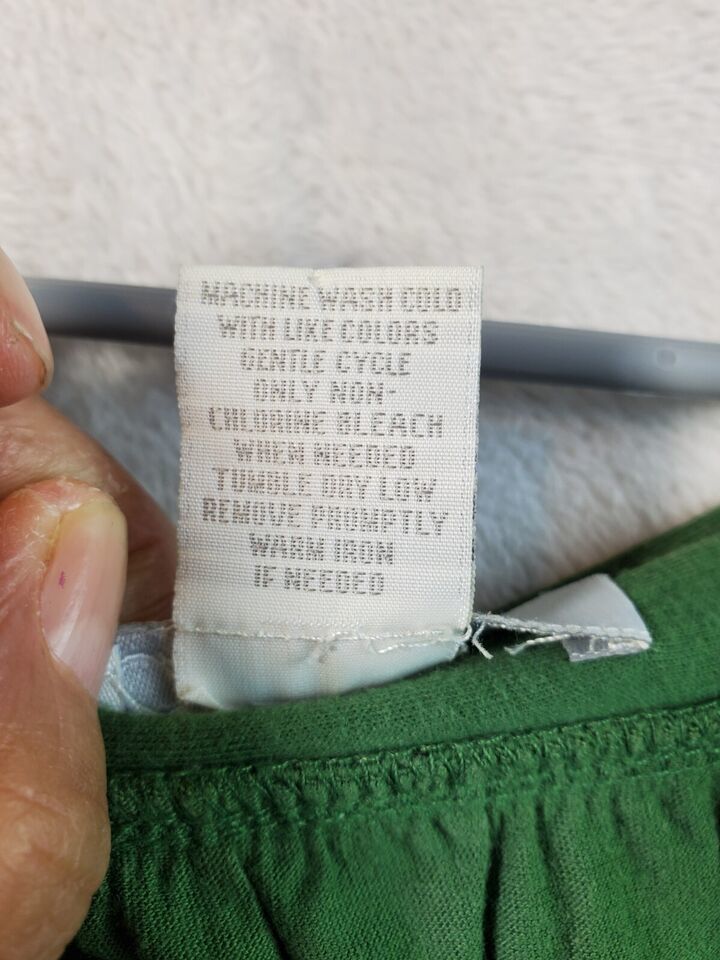 MACHINE WASH COLD
WITH LIKE COLORS
GENTLE CYCLE
ONLY NON-
CHLORINE BLEACH
WHEN NEEDED
TUMBLE DRY LOW
REMOVE PROMPTLY
WARM IRON
IF NEEDED